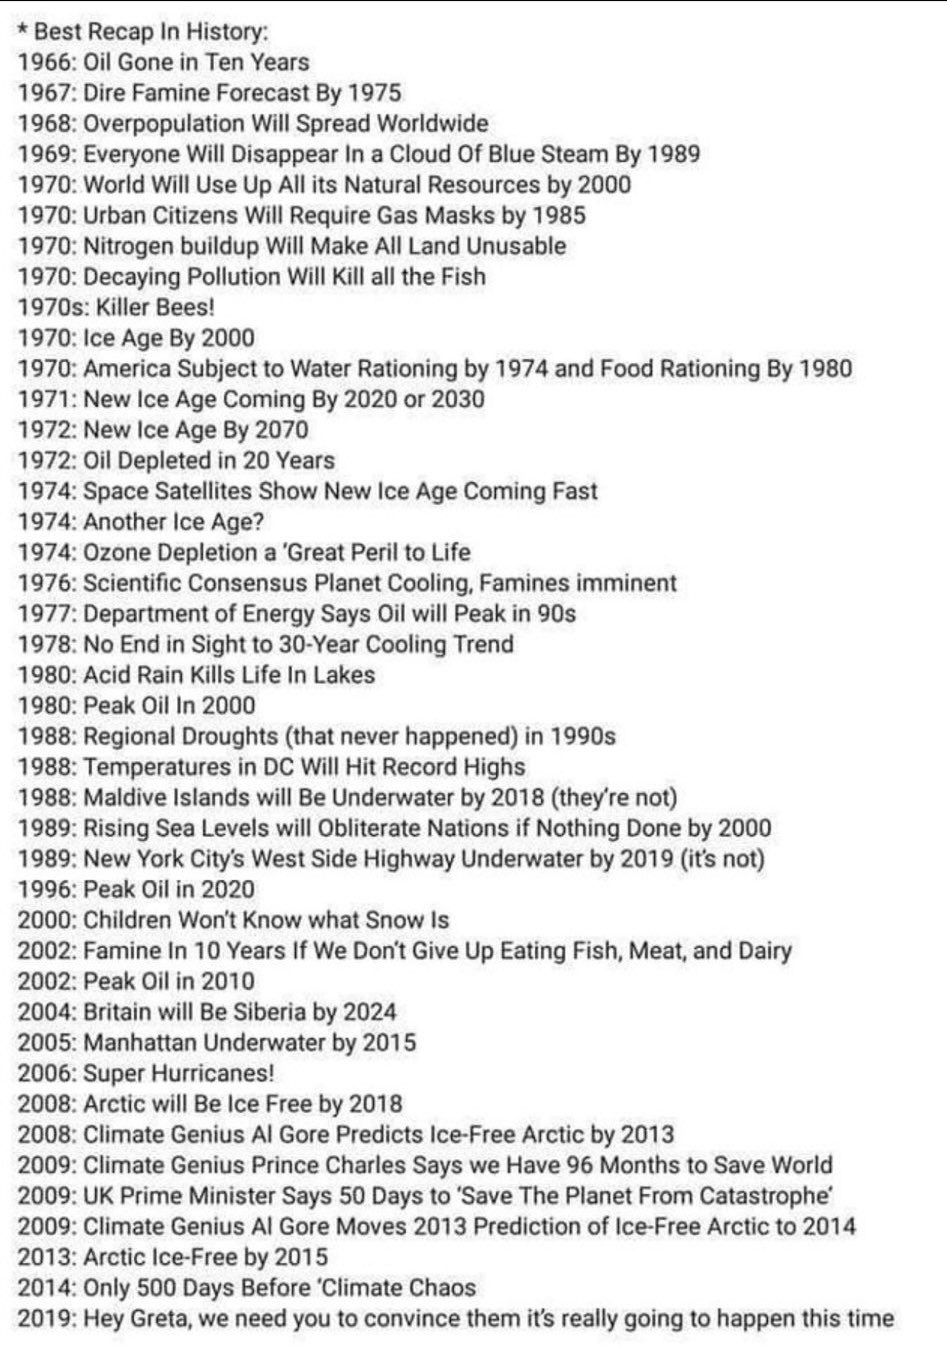 * Best Recap In History:
1966: Oil Gone in Ten Years
1967: Dire Famine Forecast By 1975
1968: Overpopulation Will Spread Worldwide
1969: Everyone Will Disappear In a Cloud Of Blue Steam By 1989
1970: World Will Use Up All its Natural Resources by 2000
1970: Urban Citizens Will Require Gas Masks by 1985
1970: Nitrogen buildup Will Make All Land Unusable
1970: Decaying Pollution Will Kill all the Fish
1970s: Killer Bees!
1970: Ice Age By 2000
1970: America Subject to Water Rationing by 1974 and Food Rationing By 1980
1971: New Ice Age Coming By 2020 or 2030
1972: New Ice Age By 2070
1972: Oil Depleted in 20 Years
1974: Space Satellites Show New Ice Age Coming Fast
1974: Another Ice Age?
1974: Ozone Depletion a 'Great Peril to Life
1976: Scientific Consensus Planet Cooling, Famines imminent
1977: Department of Energy Says Oil will Peak in 90s
1978: No End in Sight to 30-Year Cooling Trend
1980: Acid Rain Kills Life In Lakes
1980: Peak Oil In 2000
1988: Regional Droughts (that never happened) in 1990s
1988: Temperatures in DC Will Hit Record Highs
1988: Maldive Islands will Be Underwater by 2018 (they're not)
1989: Rising Sea Levels will Obliterate Nations if Nothing Done by 2000
1989: New York City's West Side Highway Underwater by 2019 (it's not)
1996: Peak Oil in 2020
2000: Children Won't Know what Snow Is
2002: Famine In 10 Years If We Don't Give Up Eating Fish, Meat, and Dairy
2002: Peak Oil in 2010
2004: Britain will Be Siberia by 2024
2005: Manhattan Underwater by 2015
2006: Super Hurricanes!
2008: Arctic will Be Ice Free by 2018
2008: Climate Genius Al Gore Predicts Ice-Free Arctic by 2013
2009: Climate Genius Prince Charles Says we Have 96 Months to Save World
2009: UK Prime Minister Says 50 Days to 'Save The Planet From Catastrophe'
2009: Climate Genius Al Gore Moves 2013 Prediction of Ice-Free Arctic to 2014
2013: Arctic Ice-Free by 2015
2014: Only 500 Days Before 'Climate Chaos
2019: Hey Greta, we need you to convince them it's really going to happen this time